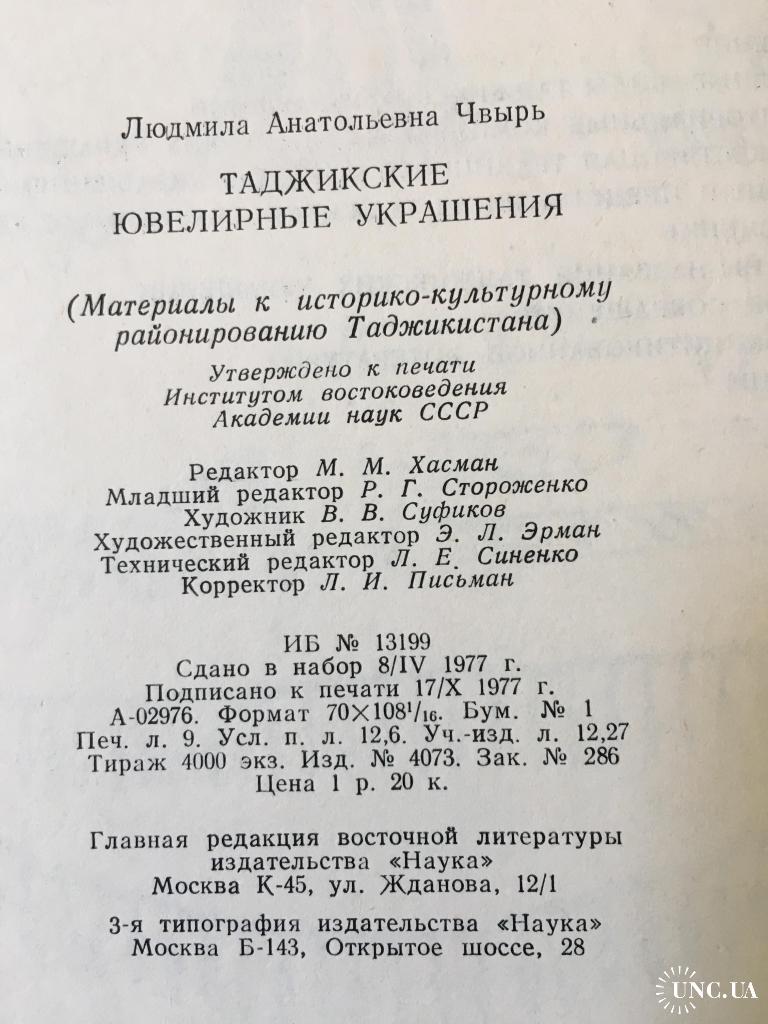 Людмила Анатольевна Чвырь
ТАДЖИКСКИЕ
ЮВЕЛИРНЫЕ УКРАШЕНИЯ
(Материалы к историко-культурному
районированию Таджикистана)
Утверждено к печати
Институтом востоковедения
Академии наук СССР
Редактор М. М. Хасман
Младший редактор Р. Г. Стороженко
Художник В. В. Суфиков
Художественный редактор Э. Л. Эрман
Технический редактор Л. Е. Синенко
Корректор Л. И. Письман
ИБ № 13199
Сдано в набор 8/IV 1977 г.
Подписано к печати 17/X 1977 г.
А-02976. Формат 70×108¹/₁₆. Бум. № 1
Печ. л. 9. Усл. п. л. 12,6. Уч.-изд. л. 12,27
Тираж 4000 экз. Изд. № 4073. Зак. № 286
Цена 1 р. 20 к.
Главная редакция восточной литературы
издательства «Наука»
Москва К-45, ул. Жданова, 12/1
3-я типография издательства «Наука»
Москва Б-143, Открытое шоссе, 28
UNC.UA